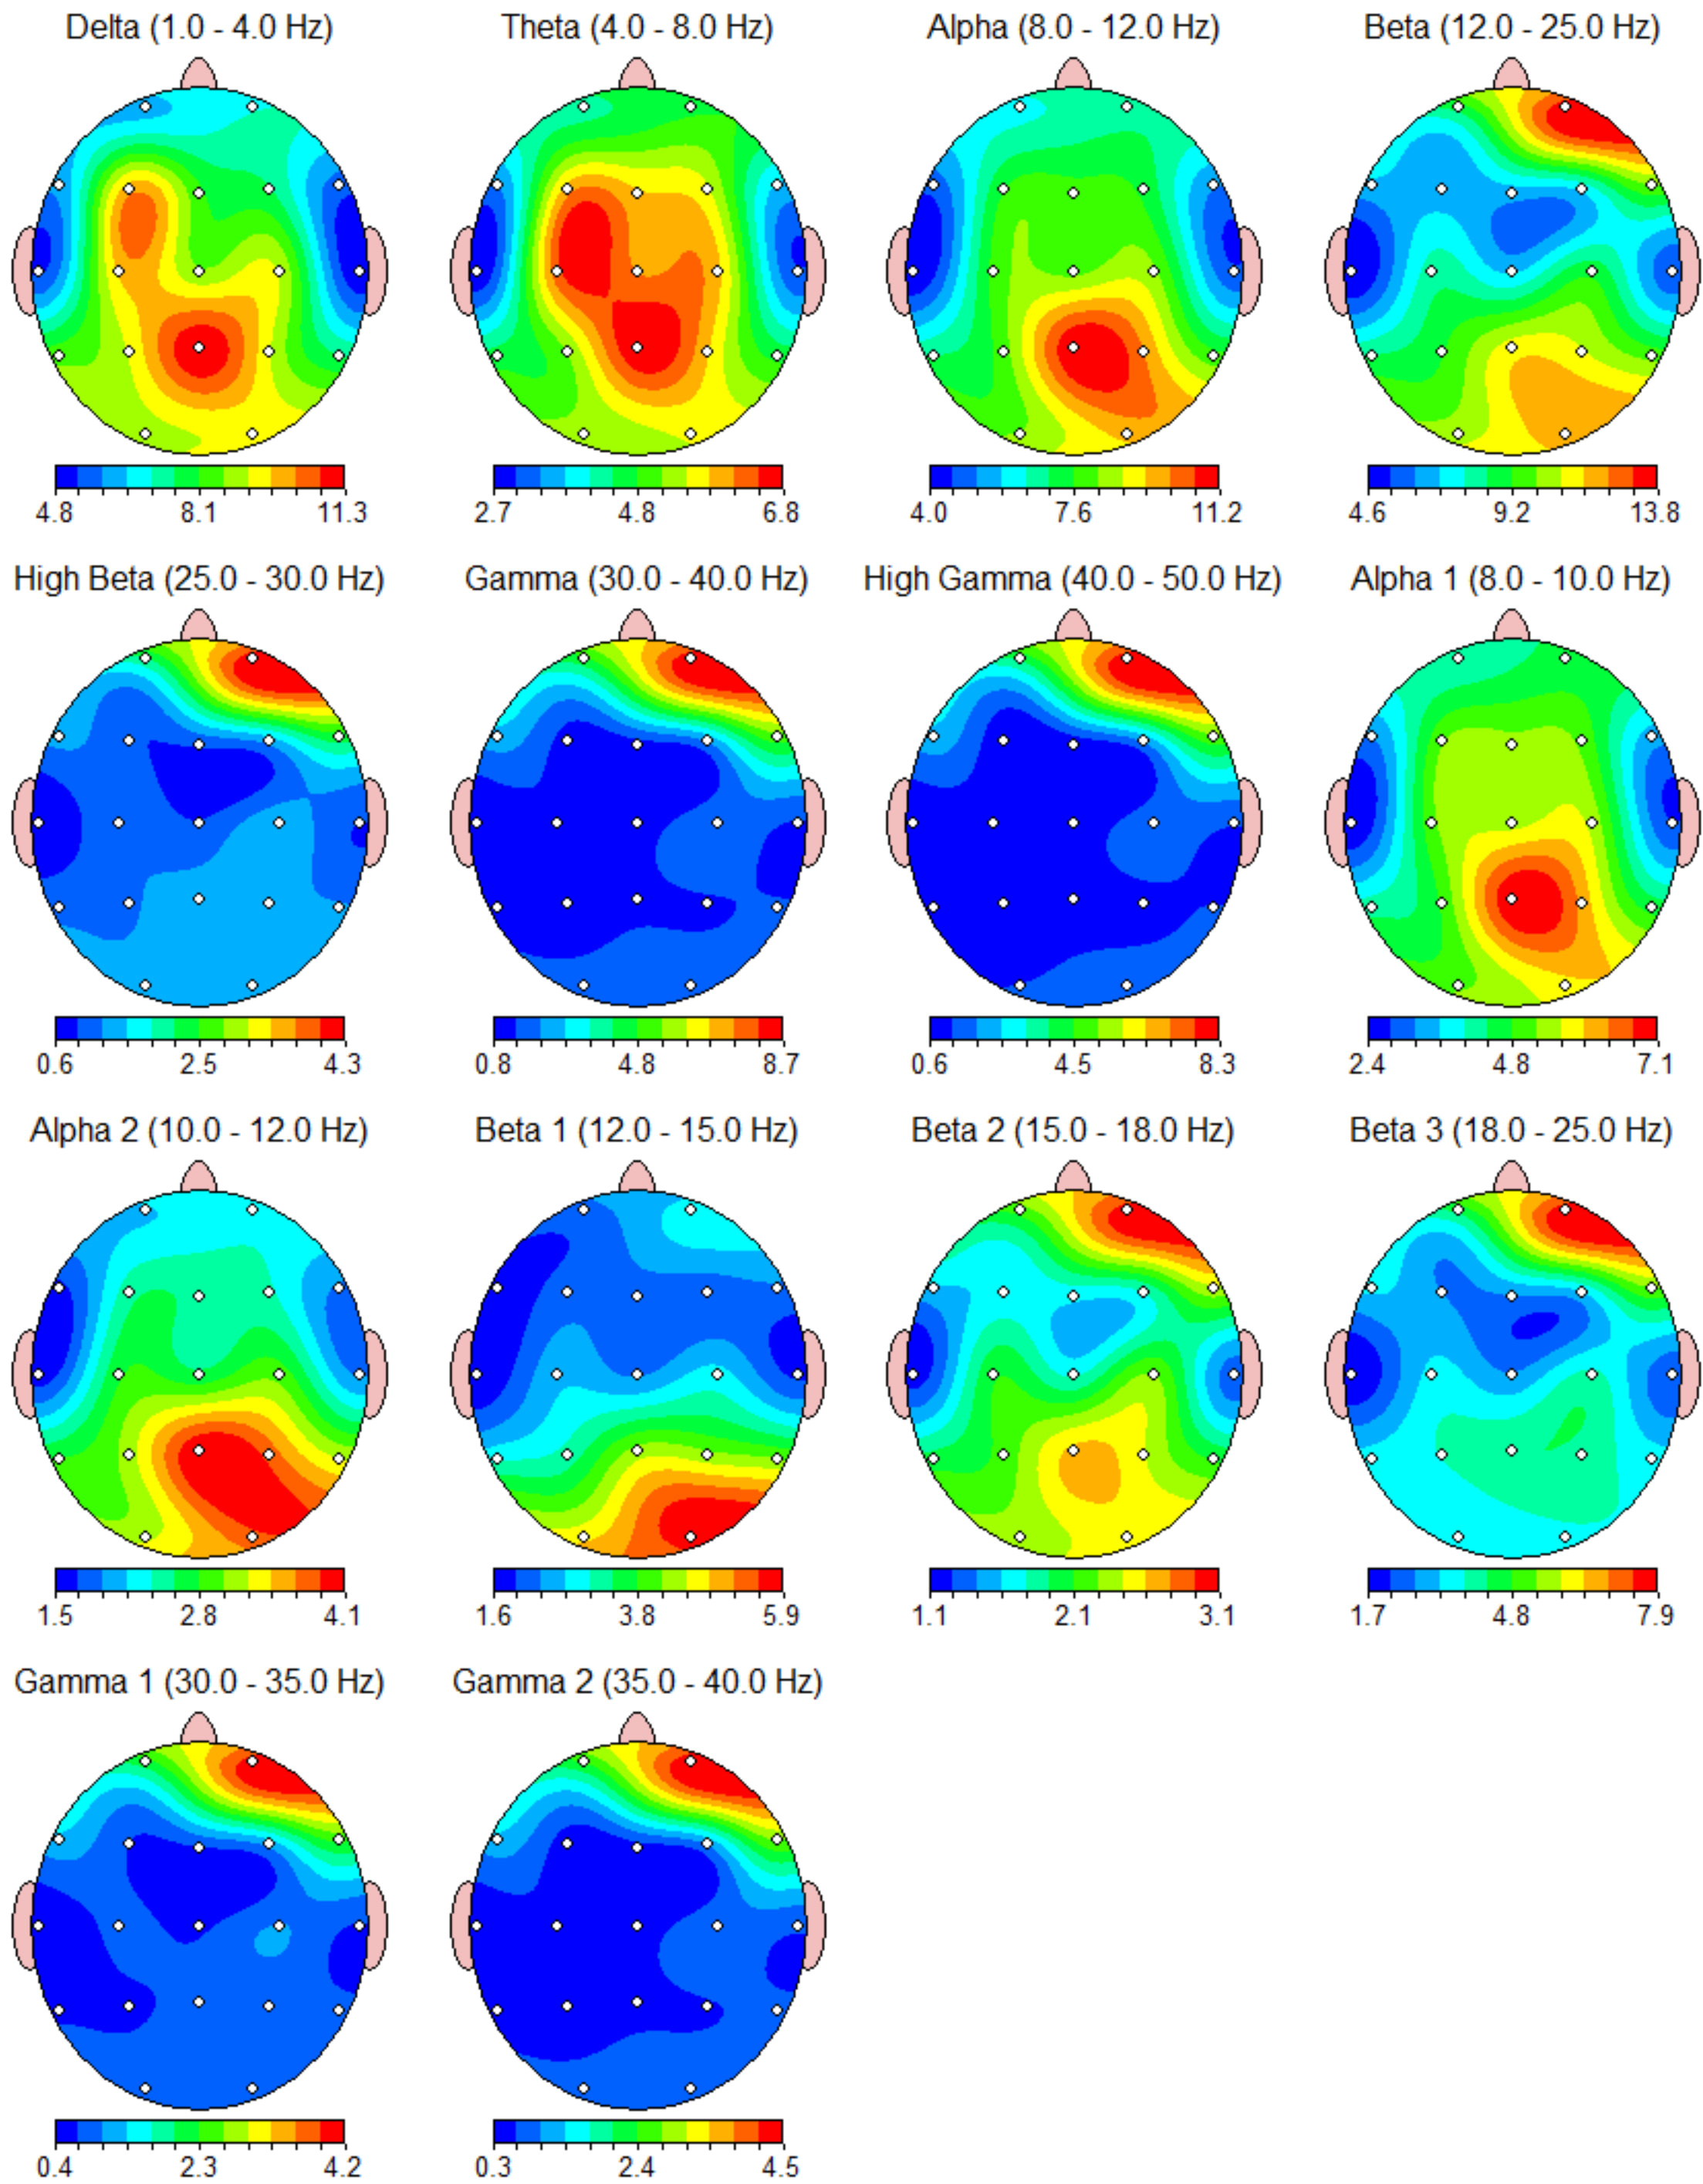 Delta (1.0 - 4.0 Hz) Theta (4.0 - 8.0 Hz) Alpha (8.0 - 12.0 Hz) Beta (12.0 - 25.0 Hz)
4.8 8.1 11.3 2.7 4.8 6.8 4.0 7.6 11.2 4.6 9.2 13.8
High Beta (25.0 - 30.0 Hz) Gamma (30.0 - 40.0 Hz) High Gamma (40.0 - 50.0 Hz) Alpha 1 (8.0 - 10.0 Hz)
0.6 2.5 4.3 0.8 4.8 8.7 0.6 4.5 8.3 2.4 4.8 7.1
Alpha 2 (10.0 - 12.0 Hz) Beta 1 (12.0 - 15.0 Hz) Beta 2 (15.0 - 18.0 Hz) Beta 3 (18.0 - 25.0 Hz)
1.5 2.8 4.1 1.6 3.8 5.9 1.1 2.1 3.1 1.7 4.8 7.9
Gamma 1 (30.0 - 35.0 Hz) Gamma 2 (35.0 - 40.0 Hz)
0.4 2.3 4.2 0.3 2.4 4.5